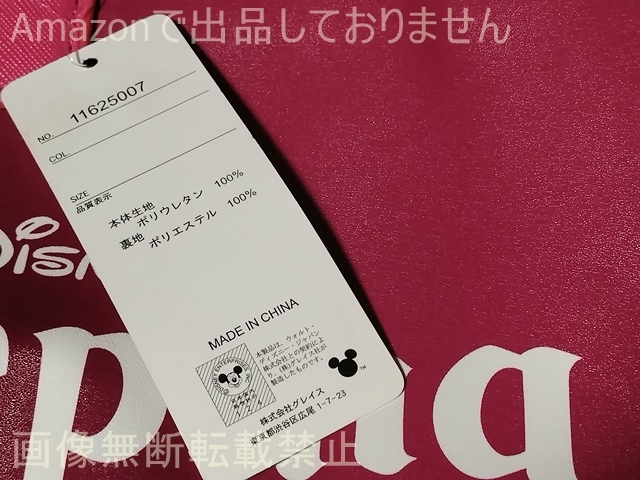 Amazonで出品しておりません
NO. 11625007
COL.
SIZE
品質表示
本体生地
ポリウレタン 100%
裏地
ポリエステル 100%
MADE IN CHINA
本製品は、ウォルト・
ディズニー・ジャパン
株式会社との契約によ
り、(株)グレイス社が
製造したものです。
TM
株式会社グレイス
東京都渋谷区広尾 1-7-23
画像無断転載禁止